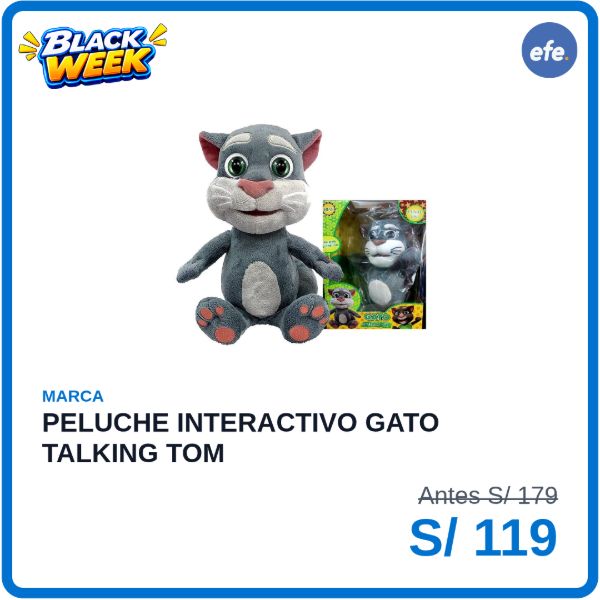 BLACK
WEEK
efe.
MARCA
PELUCHE INTERACTIVO GATO
TALKING TOM
Antes S/ 179
S/ 119